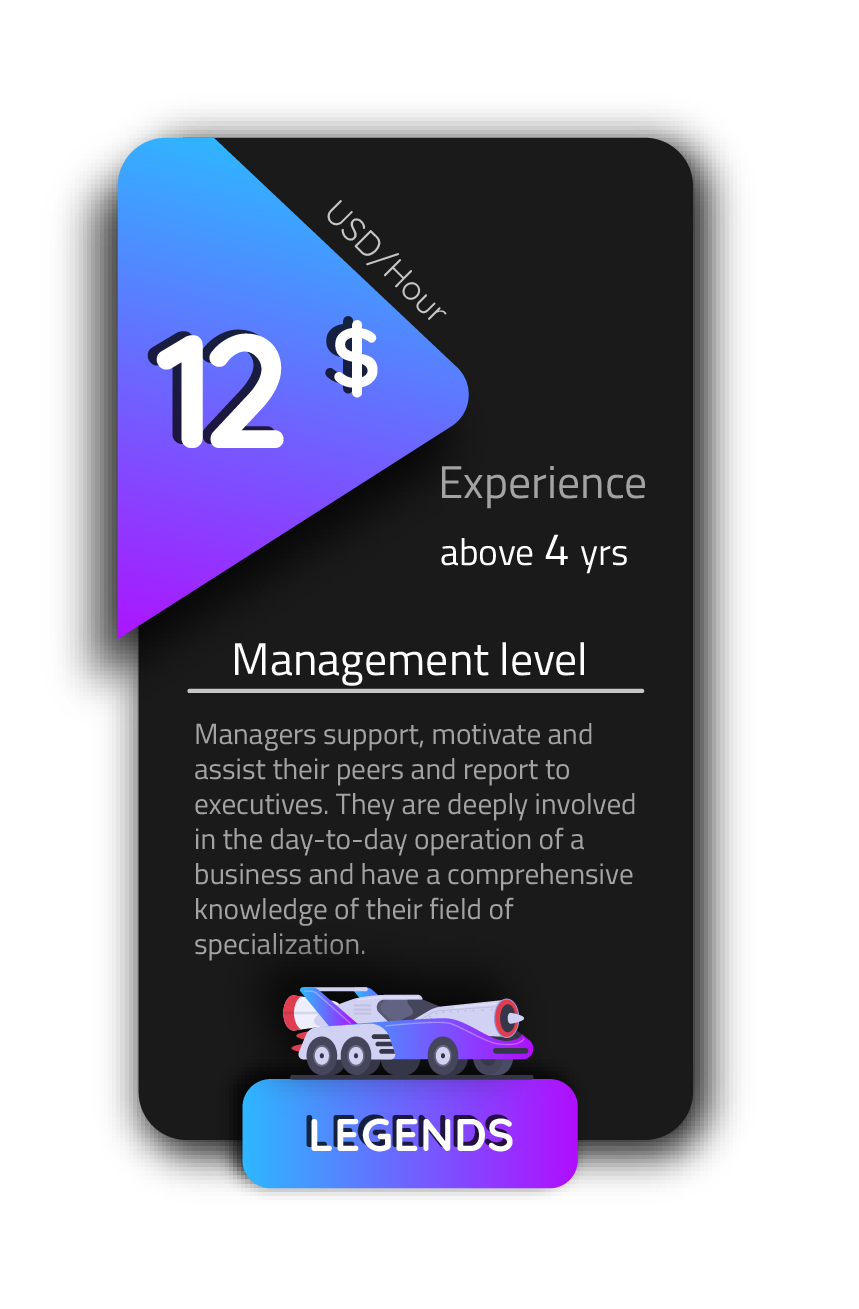 USD/Hour
12 $
Experience
above 4 yrs
Management level
Managers support, motivate and
assist their peers and report to
executives. They are deeply involved
in the day-to-day operation of a
business and have a comprehensive
knowledge of their field of
specialization.
LEGENDS